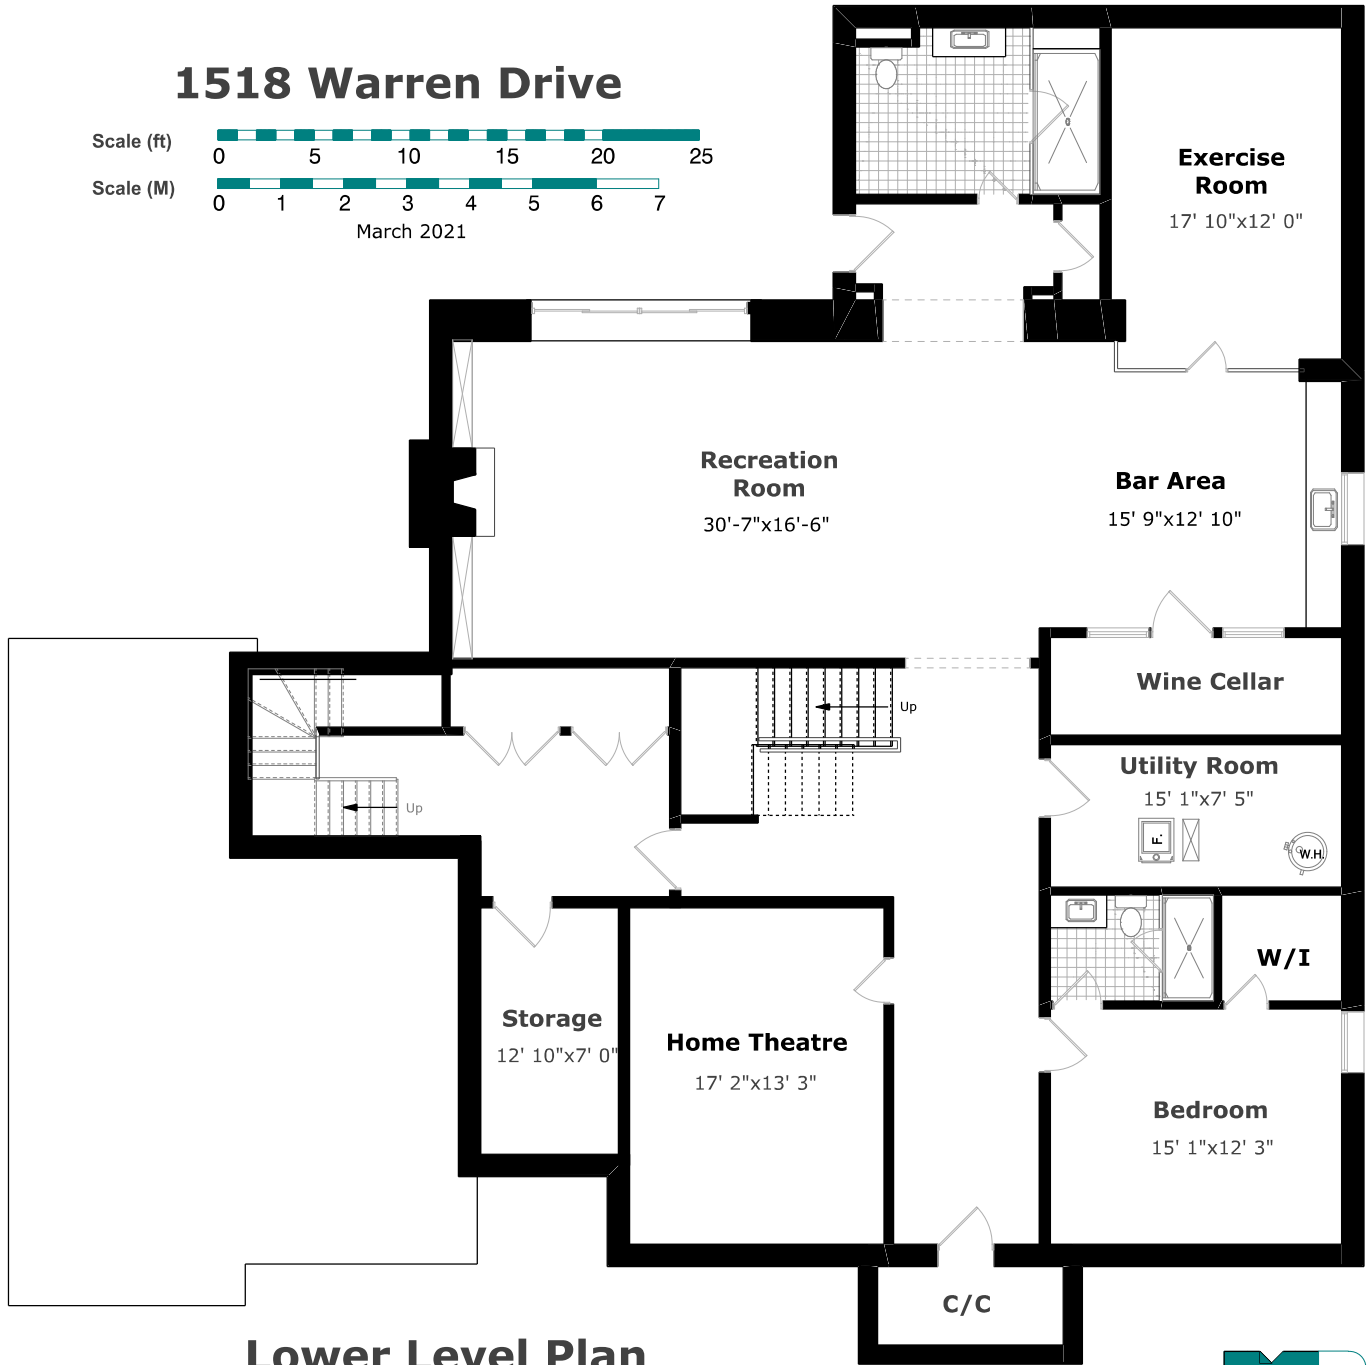 1518 Warren Drive
Scale (ft)
0 5 10 15 20 25
Scale (M)
0 1 2 3 4 5 6 7
March 2021
Exercise
Room
17' 10"x12' 0"
Recreation
Room
30'-7"x16'-6"
Bar Area
15' 9"x12' 10"
Wine Cellar
Up
Utility Room
15' 1"x7' 5"
Up
F.
W.H.
W/I
Storage
12' 10"x7' 0"
Home Theatre
17' 2"x13' 3"
Bedroom
15' 1"x12' 3"
C/C
Lower Level Plan